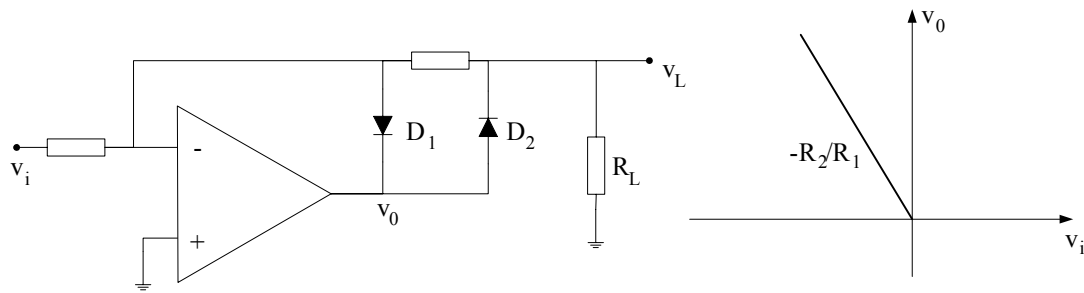 v_i
-
+
v_0
D_1
D_2
R_L
v_L
v_0
-R_2/R_1
v_i